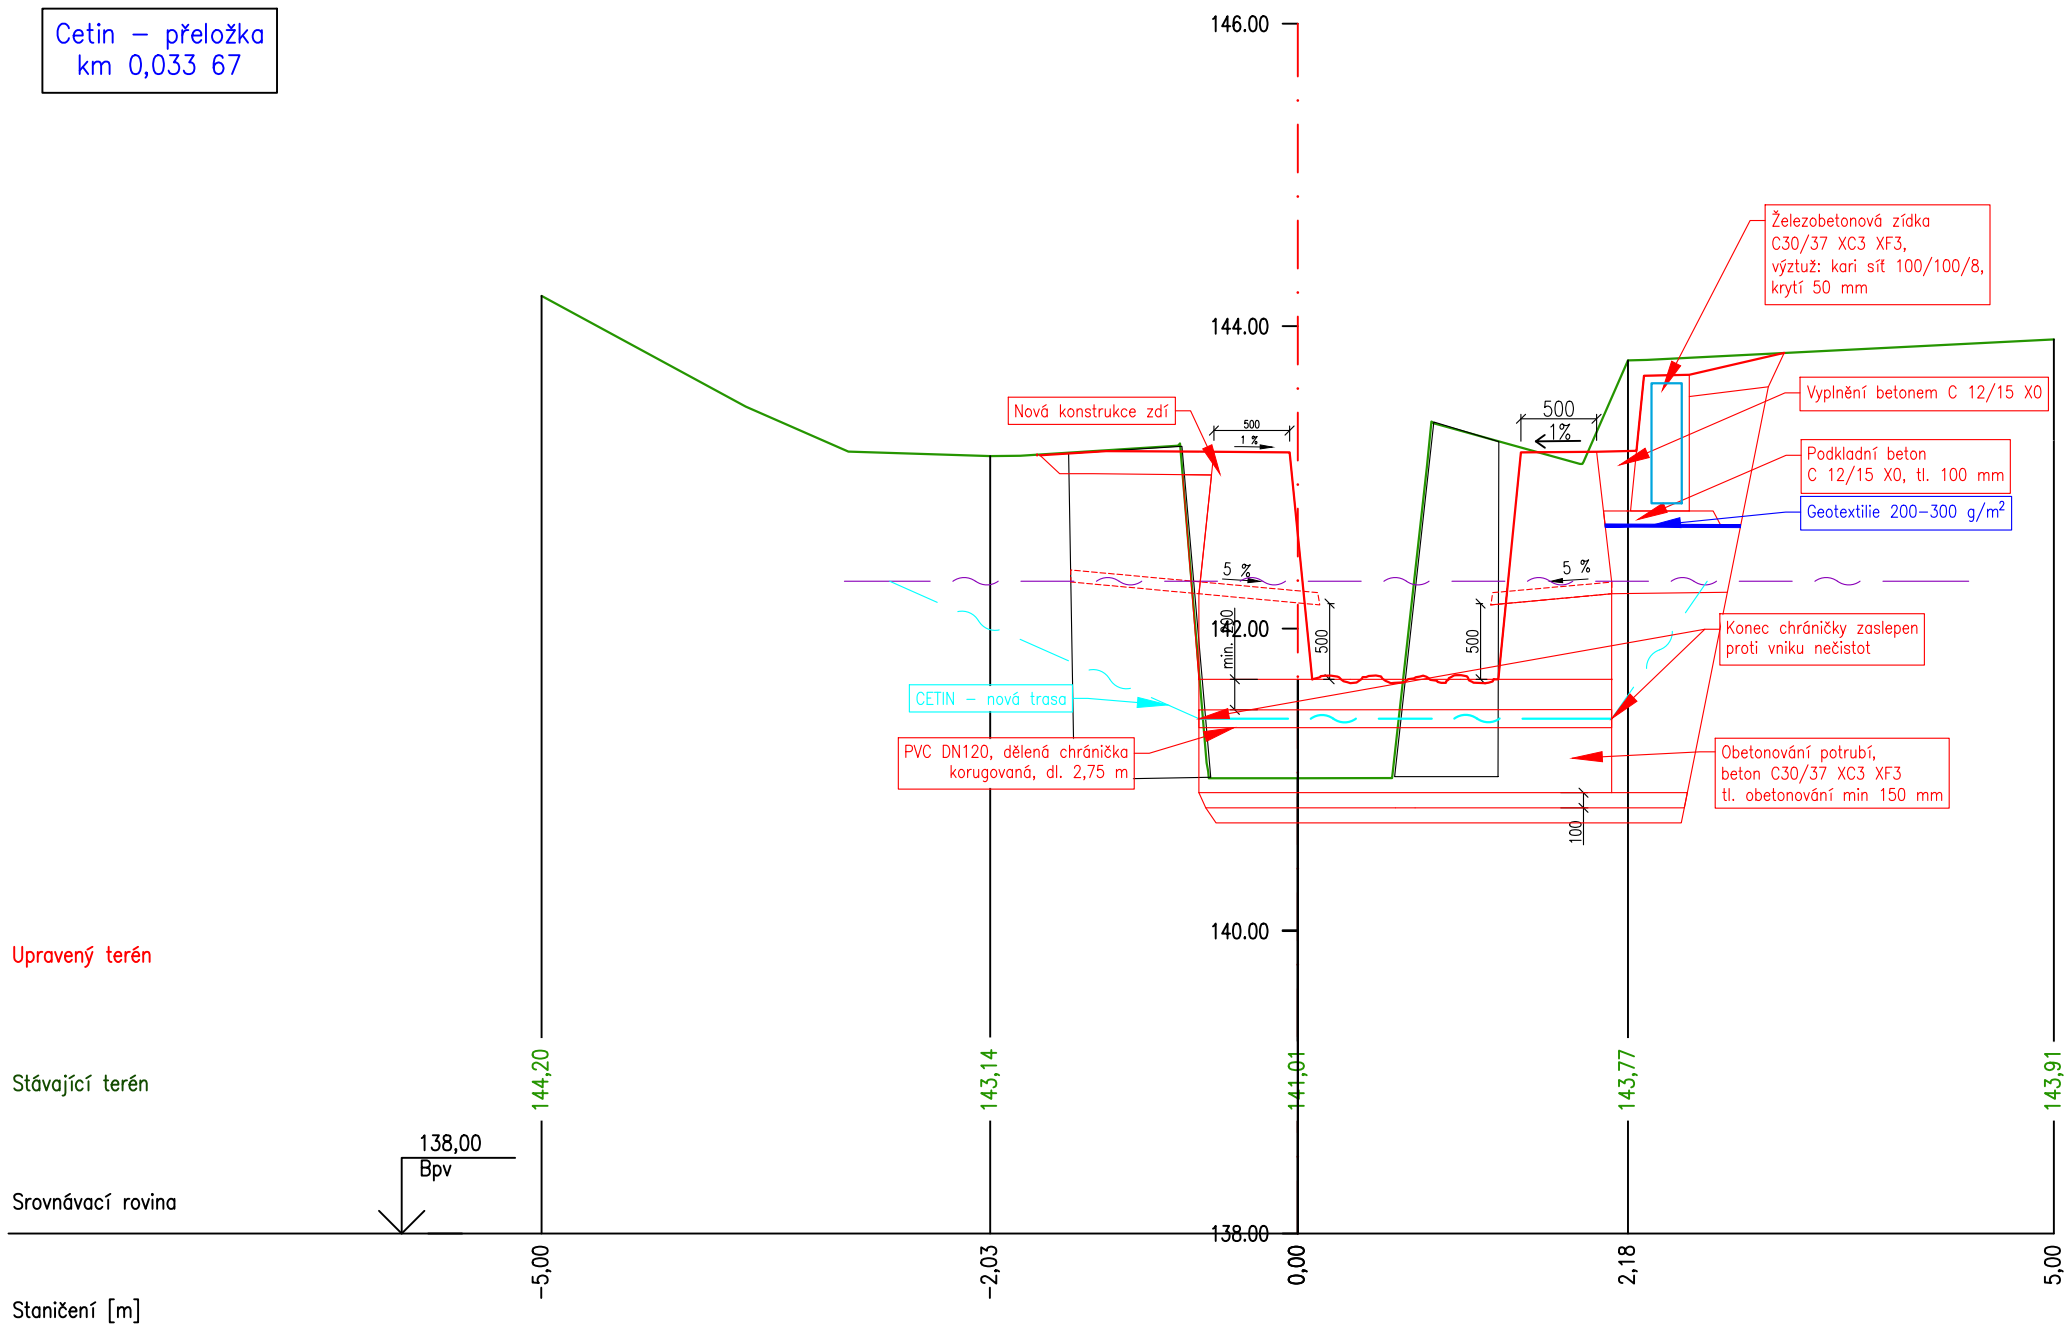 Cetin – přeložka
km 0,033 67
146.00
144.00
142.00
140.00
138.00
Železobetonová zídka
C30/37 XC3 XF3,
výztuž: kari síť 100/100/8,
krytí 50 mm
Nová konstrukce zdí
500
1 %
500
1%
Vyplnění betonem C 12/15 X0
Podkladní beton
C 12/15 X0, tl. 100 mm
Geotextilie 200–300 g/m²
5 %
5 %
min.
500
500
Konec chráničky zaslepen
proti vniku nečistot
CETIN – nová trasa
PVC DN120, dělená chránička
korugovaná, dl. 2,75 m
Obetonování potrubí,
beton C30/37 XC3 XF3
tl. obetonování min 150 mm
100
Upravený terén
Stávající terén
144,20
143,14
141,01
143,77
143,91
138,00
Bpv
Srovnávací rovina
Staničení [m]
-5,00
-2,03
0,00
2,18
5,00